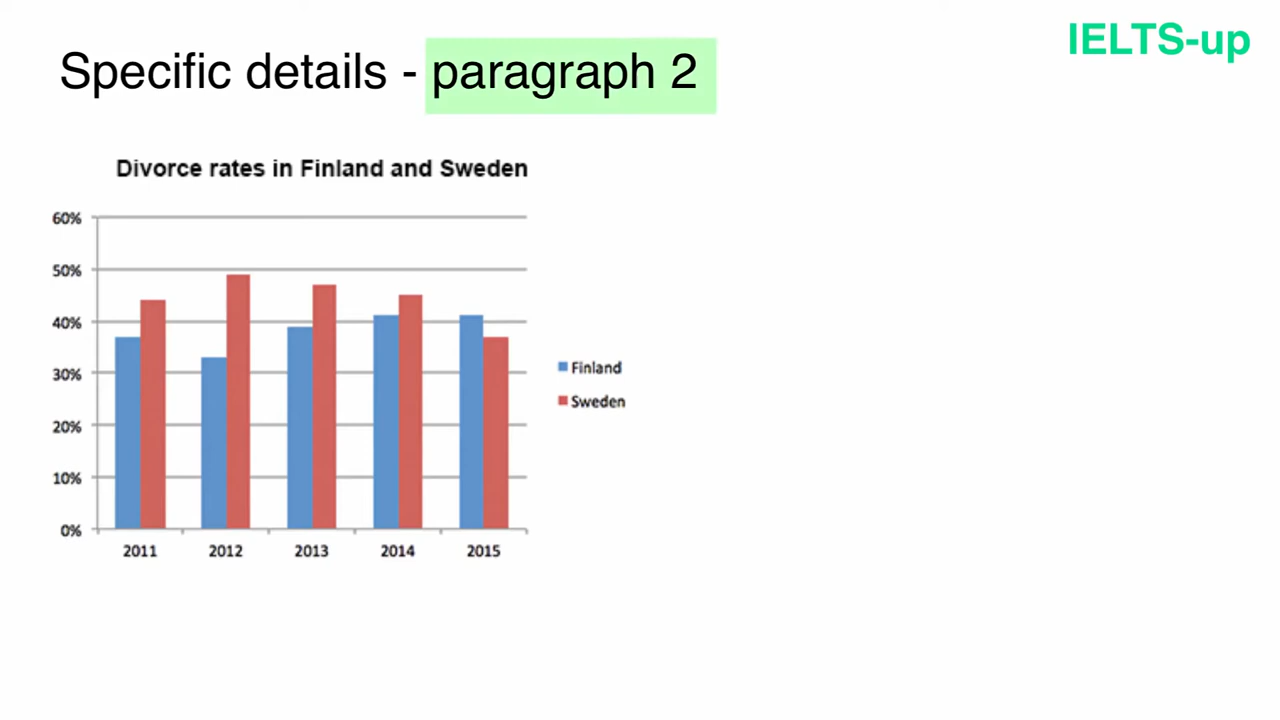 IELTS-up
Specific details - paragraph 2
Divorce rates in Finland and Sweden
60%
50%
40%
30%
20%
10%
0%
2011 2012 2013 2014 2015
Finland
Sweden